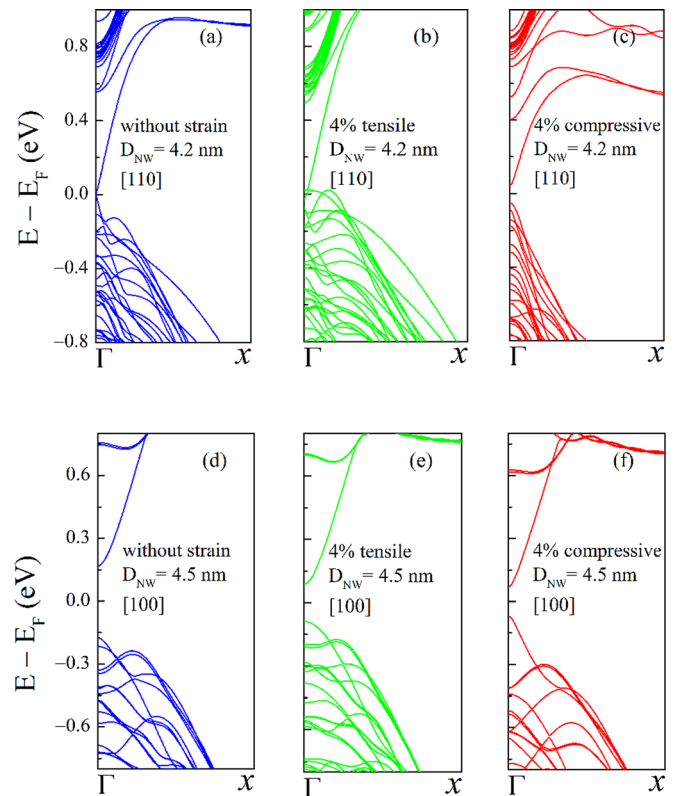 (a)
(b)
(c)
0.8
0.4
0.0
−0.4
−0.8
E − E_F (eV)
without strain
D_NW= 4.2 nm
[110]
4% tensile
D_NW= 4.2 nm
[110]
4% compressive
D_NW= 4.2 nm
[110]
Γ
x
Γ
x
Γ
x
(d)
(e)
(f)
0.6
0.3
0.0
−0.3
−0.6
E − E_F (eV)
without strain
D_NW= 4.5 nm
[100]
4% tensile
D_NW= 4.5 nm
[100]
4% compressive
D_NW= 4.5 nm
[100]
Γ
x
Γ
x
Γ
x